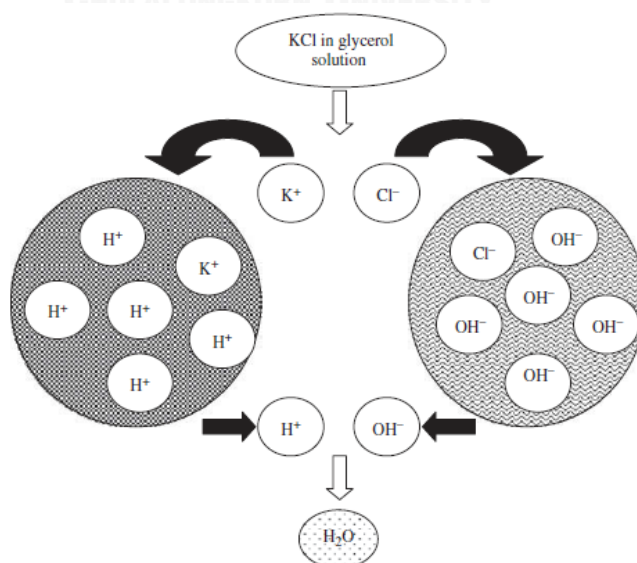 KCl in glycerol
solution
K⁺
Cl⁻
H⁺
K⁺
H⁺
H⁺
H⁺
H⁺
Cl⁻
OH⁻
OH⁻
OH⁻
OH⁻
OH⁻
H⁺
OH⁻
H₂O